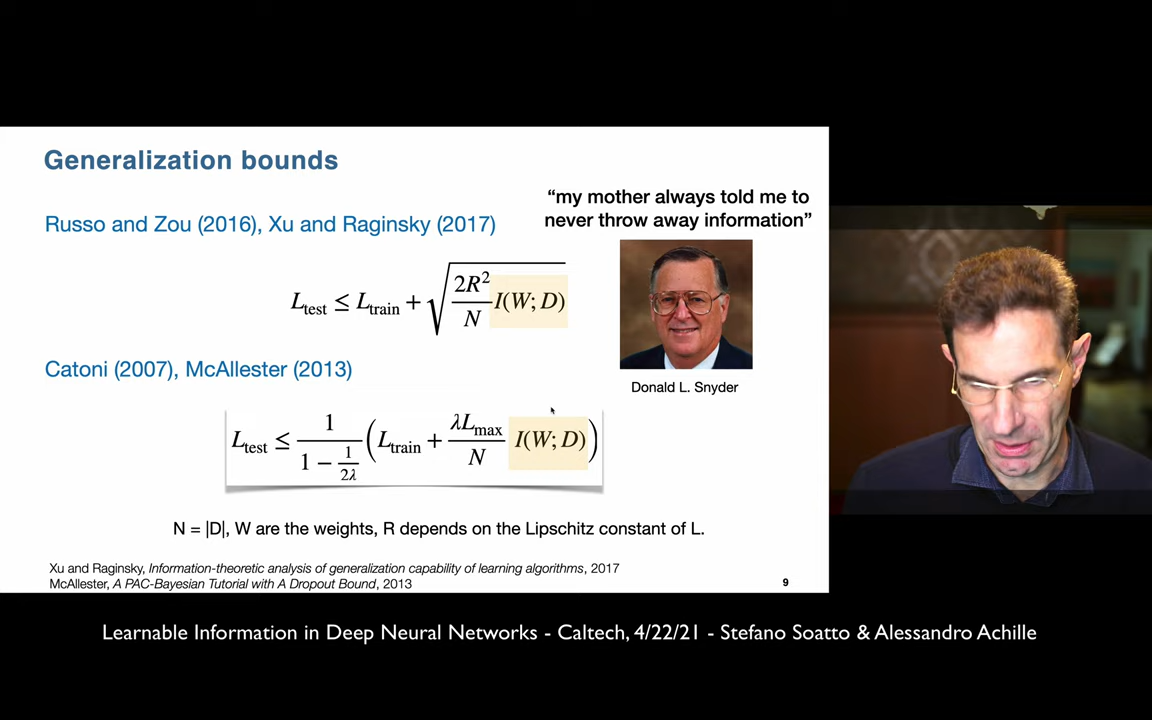 Generalization bounds
Russo and Zou (2016), Xu and Raginsky (2017)
“my mother always told me to
never throw away information”
L_test ≤ L_train + √(2R²/N I(W; D))
Donald L. Snyder
Catoni (2007), McAllester (2013)
L_test ≤ 1/(1 − 1/(2λ)) (L_train + λL_max/N I(W; D))
N = |D|, W are the weights, R depends on the Lipschitz constant of L.
Xu and Raginsky, Information-theoretic analysis of generalization capability of learning algorithms, 2017
McAllester, A PAC-Bayesian Tutorial with A Dropout Bound, 2013
9
Learnable Information in Deep Neural Networks - Caltech, 4/22/21 - Stefano Soatto & Alessandro Achille